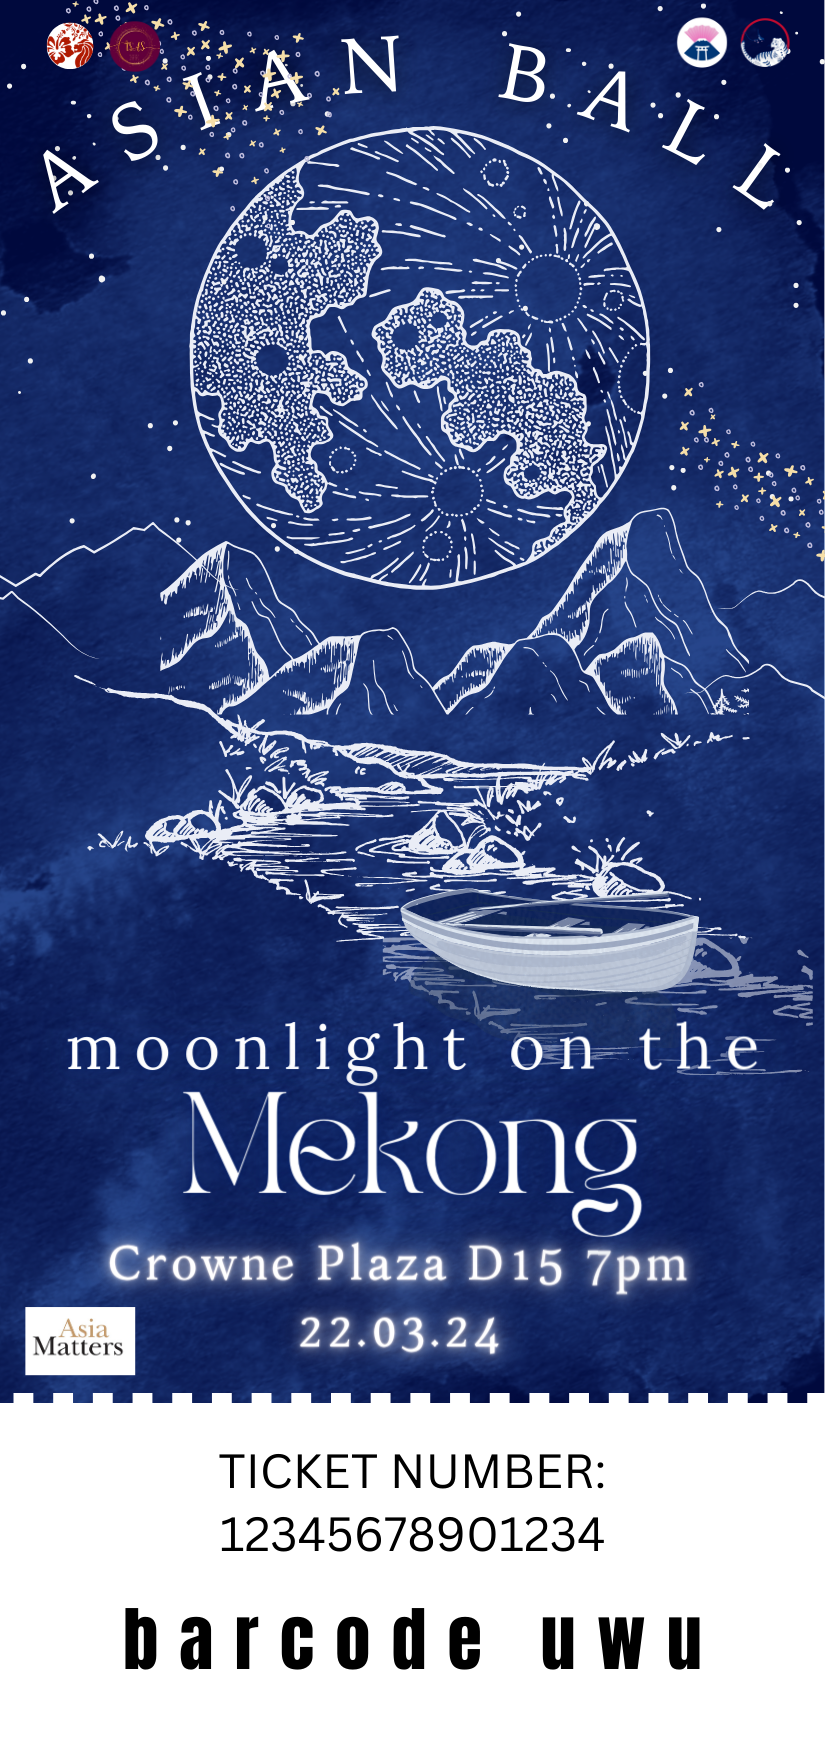 ASIAN BALL
moonlight on the
Mekong
Crowne Plaza D15 7pm
22.03.24
Asia
Matters
TICKET NUMBER:
12345678901234
barcode uwu